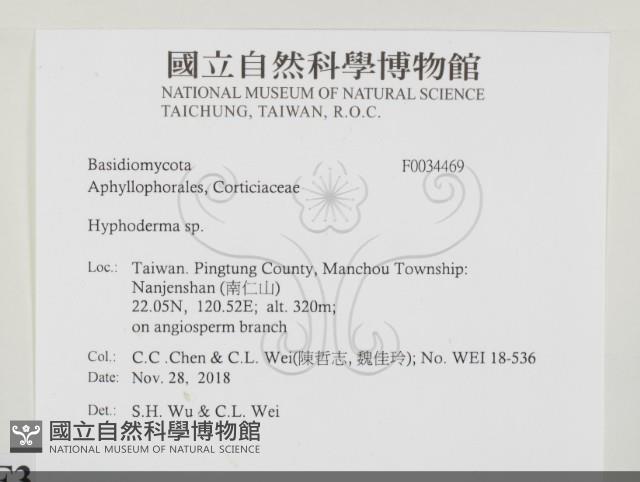 國立自然科學博物館
NATIONAL MUSEUM OF NATURAL SCIENCE
TAICHUNG, TAIWAN, R.O.C.
Basidiomycota F0034469
Aphyllophorales, Corticiaceae
Hyphoderma sp.
Loc.: Taiwan. Pingtung County, Manchou Township:
Nanjenshan (南仁山)
22.05N, 120.52E; alt. 320m;
on angiosperm branch
Col.: C.C .Chen & C.L. Wei(陳哲志, 魏佳玲); No. WEI 18-536
Date: Nov. 28, 2018
Det.: S.H. Wu & C.L. Wei
國立自然科學博物館
NATIONAL MUSEUM OF NATURAL SCIENCE